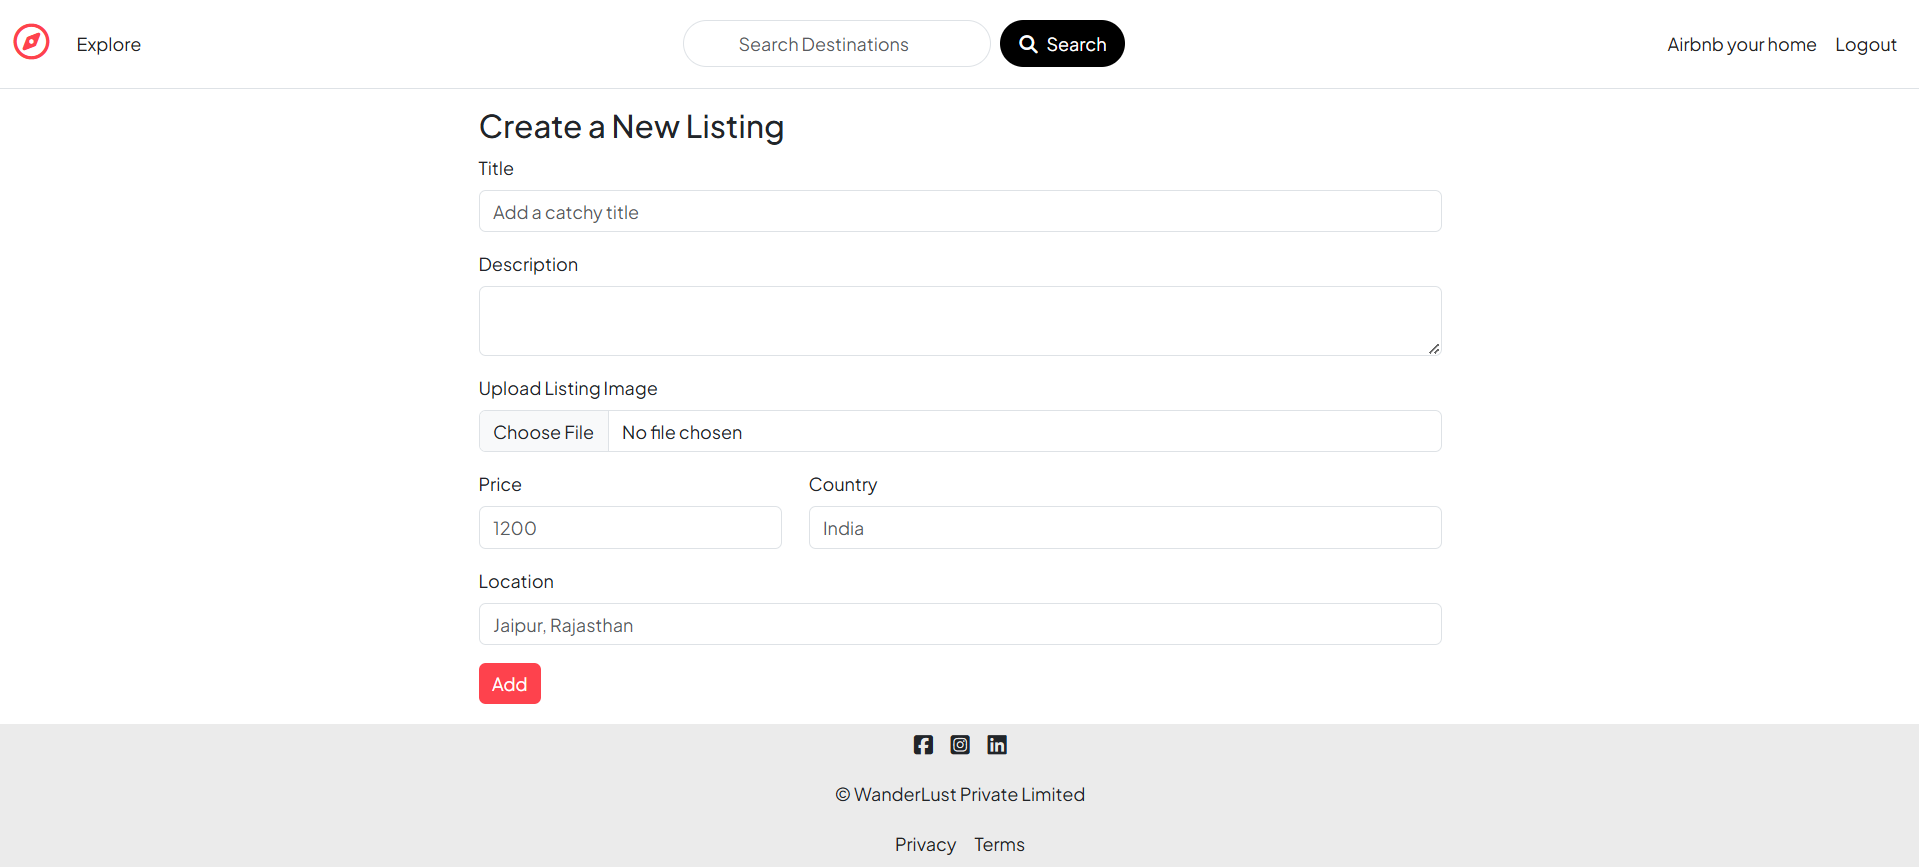 Explore Search Destinations Search Airbnb your home Logout
Create a New Listing
Title
Add a catchy title
Description
Upload Listing Image
Choose File No file chosen
Price Country
1200 India
Location
Jaipur, Rajasthan
Add
© WanderLust Private Limited
Privacy Terms